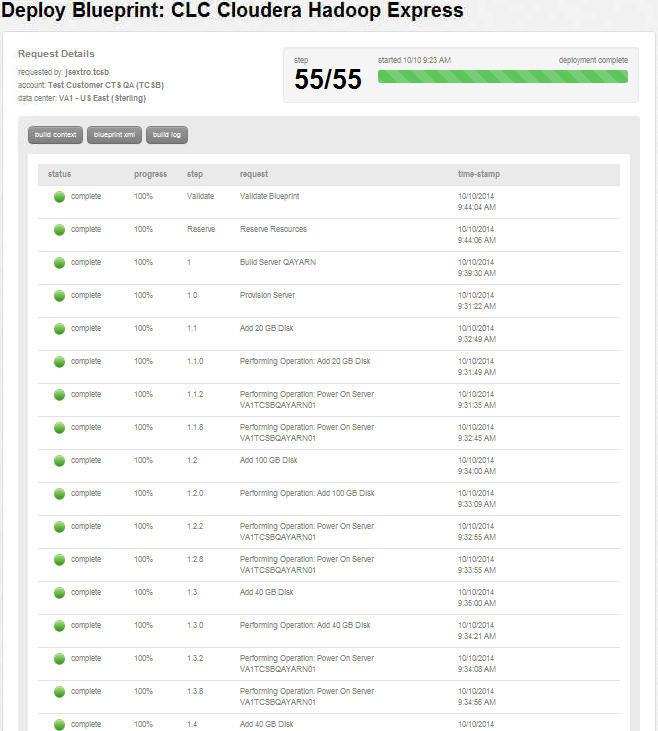 Deploy Blueprint: CLC Cloudera Hadoop Express
Request Details
requested by: jsextro.tcsb
account: Test Customer CTS QA (TCSB)
data center: VA1 - US East (Sterling)
step
55/55
started 10/10 9:23 AM
deployment complete
build context
blueprint xml
build log
status progress step request time-stamp
complete 100% Validate Validate Blueprint 10/10/2014
9:44:04 AM
complete 100% Reserve Reserve Resources 10/10/2014
9:44:06 AM
complete 100% 1 Build Server QAYARN 10/10/2014
9:39:30 AM
complete 100% 1.0 Provision Server 10/10/2014
9:31:22 AM
complete 100% 1.1 Add 20 GB Disk 10/10/2014
9:32:49 AM
complete 100% 1.1.0 Performing Operation: Add 20 GB Disk 10/10/2014
9:31:49 AM
complete 100% 1.1.2 Performing Operation: Power On Server 10/10/2014
VA1TCSBQAYARN01 9:31:35 AM
complete 100% 1.1.8 Performing Operation: Power On Server 10/10/2014
VA1TCSBQAYARN01 9:32:45 AM
complete 100% 1.2 Add 100 GB Disk 10/10/2014
9:34:00 AM
complete 100% 1.2.0 Performing Operation: Add 100 GB Disk 10/10/2014
9:33:09 AM
complete 100% 1.2.2 Performing Operation: Power On Server 10/10/2014
VA1TCSBQAYARN01 9:32:55 AM
complete 100% 1.2.8 Performing Operation: Power On Server 10/10/2014
VA1TCSBQAYARN01 9:33:55 AM
complete 100% 1.3 Add 40 GB Disk 10/10/2014
9:35:00 AM
complete 100% 1.3.0 Performing Operation: Add 40 GB Disk 10/10/2014
9:34:21 AM
complete 100% 1.3.2 Performing Operation: Power On Server 10/10/2014
VA1TCSBQAYARN01 9:34:08 AM
complete 100% 1.3.8 Performing Operation: Power On Server 10/10/2014
VA1TCSBQAYARN01 9:34:56 AM
complete 100% 1.4 Add 40 GB Disk 10/10/2014